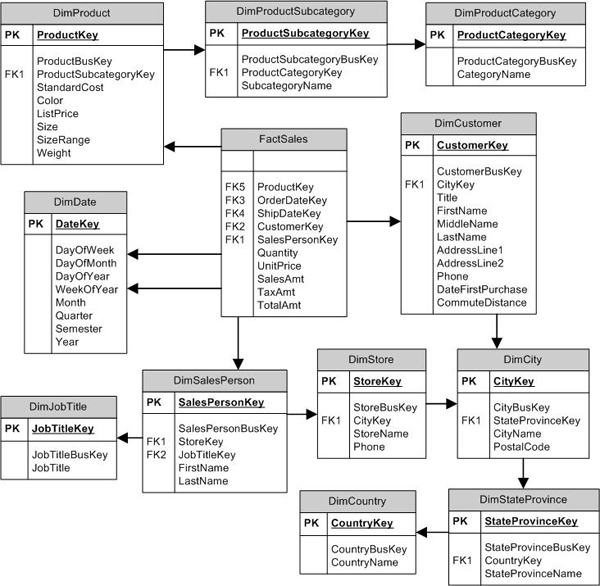 DimProduct
PK ProductKey
ProductBusKey
FK1 ProductSubcategoryKey
StandardCost
Color
ListPrice
Size
SizeRange
Weight
DimProductSubcategory
PK ProductSubcategoryKey
ProductSubcategoryBusKey
FK1 ProductCategoryKey
SubcategoryName
DimProductCategory
PK ProductCategoryKey
ProductCategoryBusKey
CategoryName
FactSales
FK5 ProductKey
FK3 OrderDateKey
FK4 ShipDateKey
FK2 CustomerKey
FK1 SalesPersonKey
Quantity
UnitPrice
SalesAmt
TaxAmt
TotalAmt
DimCustomer
PK CustomerKey
CustomerBusKey
FK1 CityKey
Title
FirstName
MiddleName
LastName
AddressLine1
AddressLine2
Phone
DateFirstPurchase
CommuteDistance
DimDate
PK DateKey
DayOfWeek
DayOfMonth
DayOfYear
WeekOfYear
Month
Quarter
Semester
Year
DimSalesPerson
PK SalesPersonKey
SalesPersonBusKey
FK1 StoreKey
FK2 JobTitleKey
FirstName
LastName
DimStore
PK StoreKey
StoreBusKey
FK1 CityKey
StoreName
Phone
DimCity
PK CityKey
CityBusKey
FK1 StateProvinceKey
CityName
PostalCode
DimJobTitle
PK JobTitleKey
JobTitleBusKey
JobTitle
DimCountry
PK CountryKey
CountryBusKey
CountryName
DimStateProvince
PK StateProvinceKey
StateProvinceBusKey
FK1 CountryKey
StateProvinceName